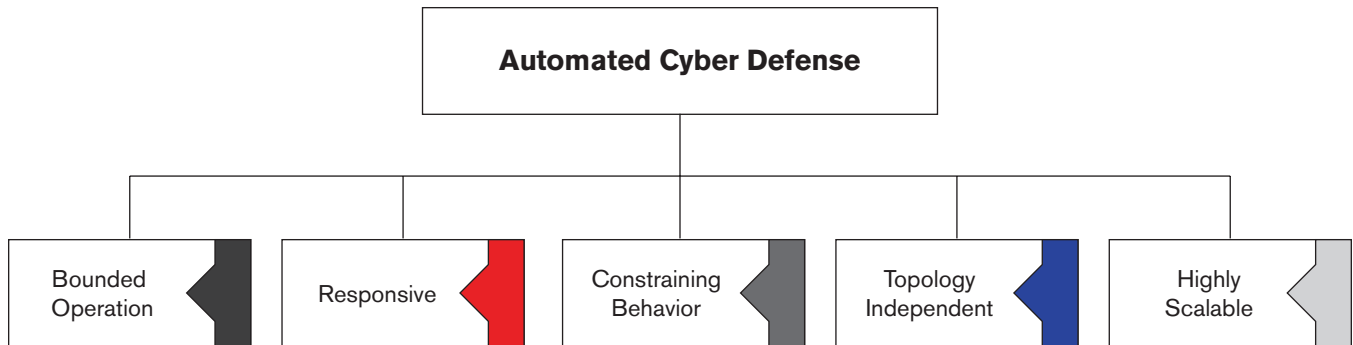 Automated Cyber Defense
Bounded
Operation
Responsive
Constraining
Behavior
Topology
Independent
Highly
Scalable